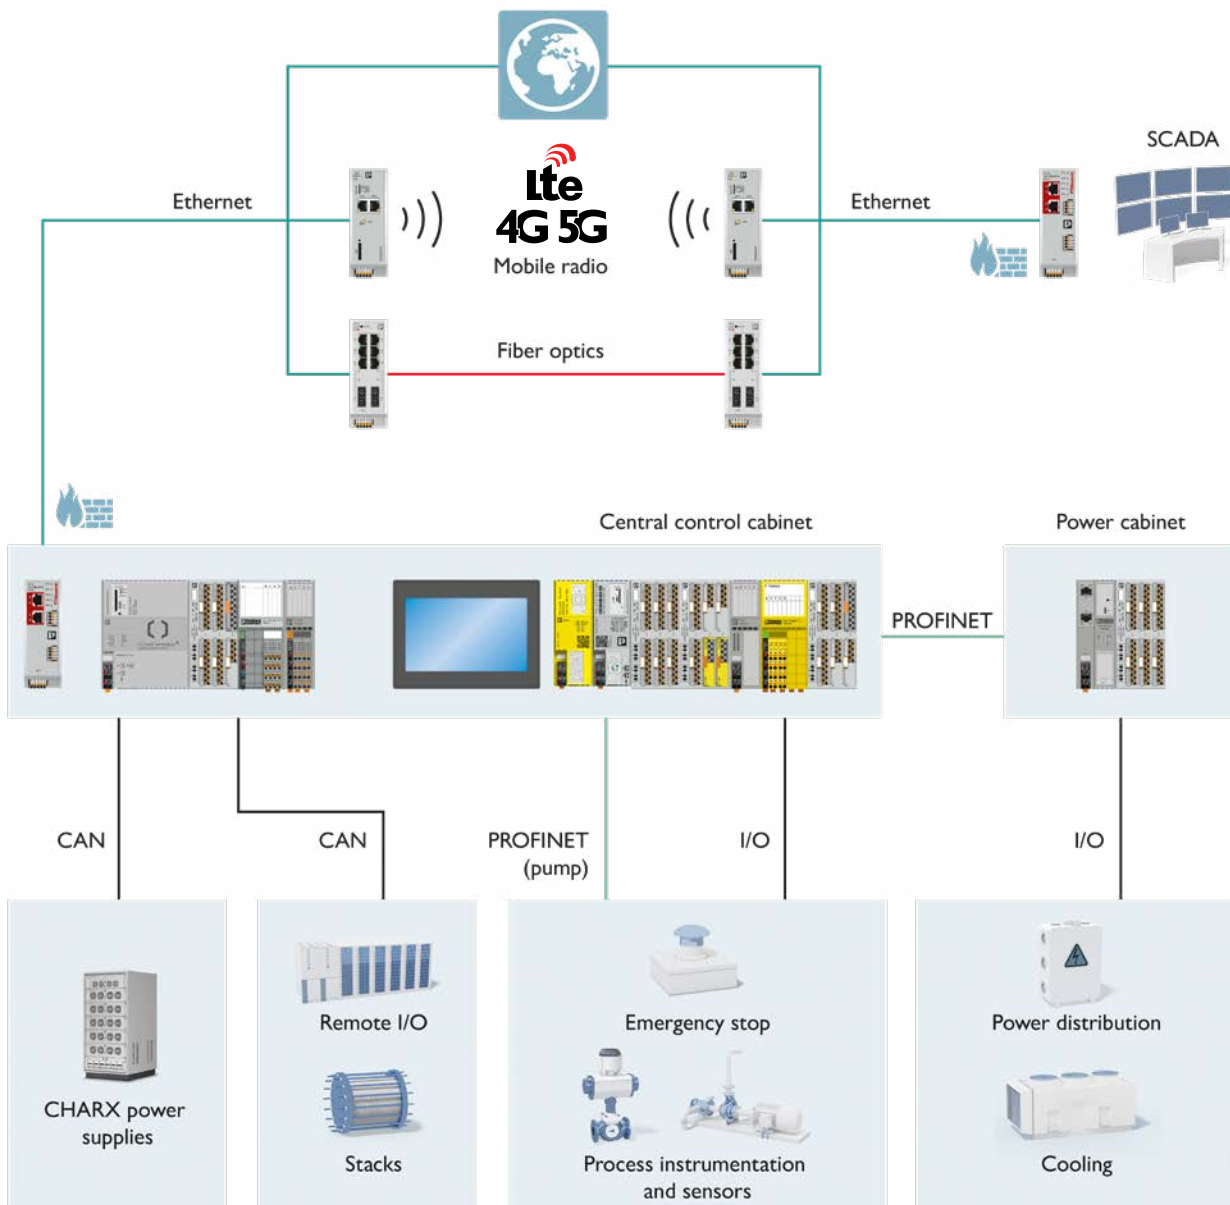 SCADA
Ethernet
Lte
4G 5G
Mobile radio
Ethernet
Fiber optics
Central control cabinet
Power cabinet
PROFINET
CAN
CAN
PROFINET
(pump)
I/O
I/O
Remote I/O
Emergency stop
Power distribution
CHARX power
supplies
Stacks
Process instrumentation
and sensors
Cooling